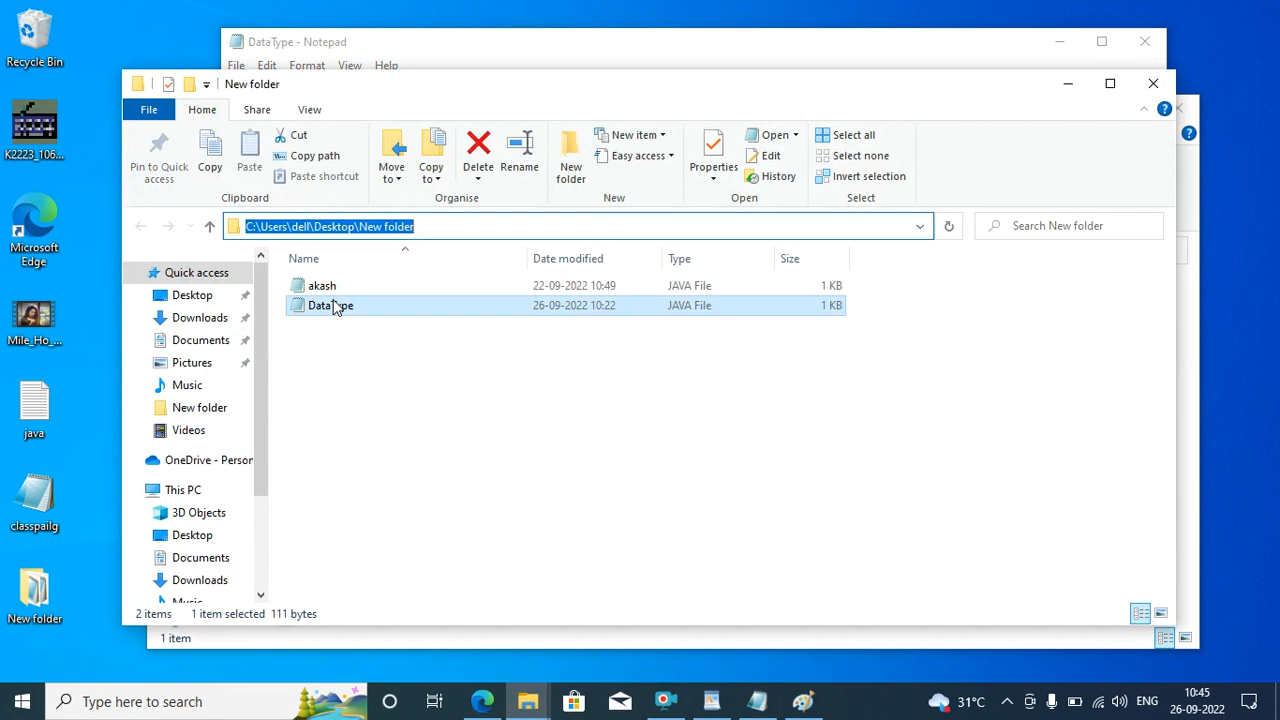 Recycle Bin
K2223_106...
Microsoft
Edge
Mile_Ho_...
java
classpailg
New folder
DataType - Notepad
File Edit Format View Help
New folder
File Home Share View
Pin to Quick
access
Copy
Paste
Cut
Copy path
Paste shortcut
Clipboard
Move
to
Copy
to
Delete
Rename
Organise
New
folder
New item
Easy access
New
Properties
Open
Edit
History
Open
Select all
Select none
Invert selection
Select
C:\Users\dell\Desktop\New folder
Search New folder
Name Date modified Type Size
akash 22-09-2022 10:49 JAVA File 1 KB
DataType 26-09-2022 10:22 JAVA File 1 KB
Quick access
Desktop
Downloads
Documents
Pictures
Music
New folder
Videos
OneDrive - Person
This PC
3D Objects
Desktop
Documents
Downloads
Music
2 items 1 item selected 111 bytes
1 item
Type here to search
31°C
ENG
10:45
26-09-2022